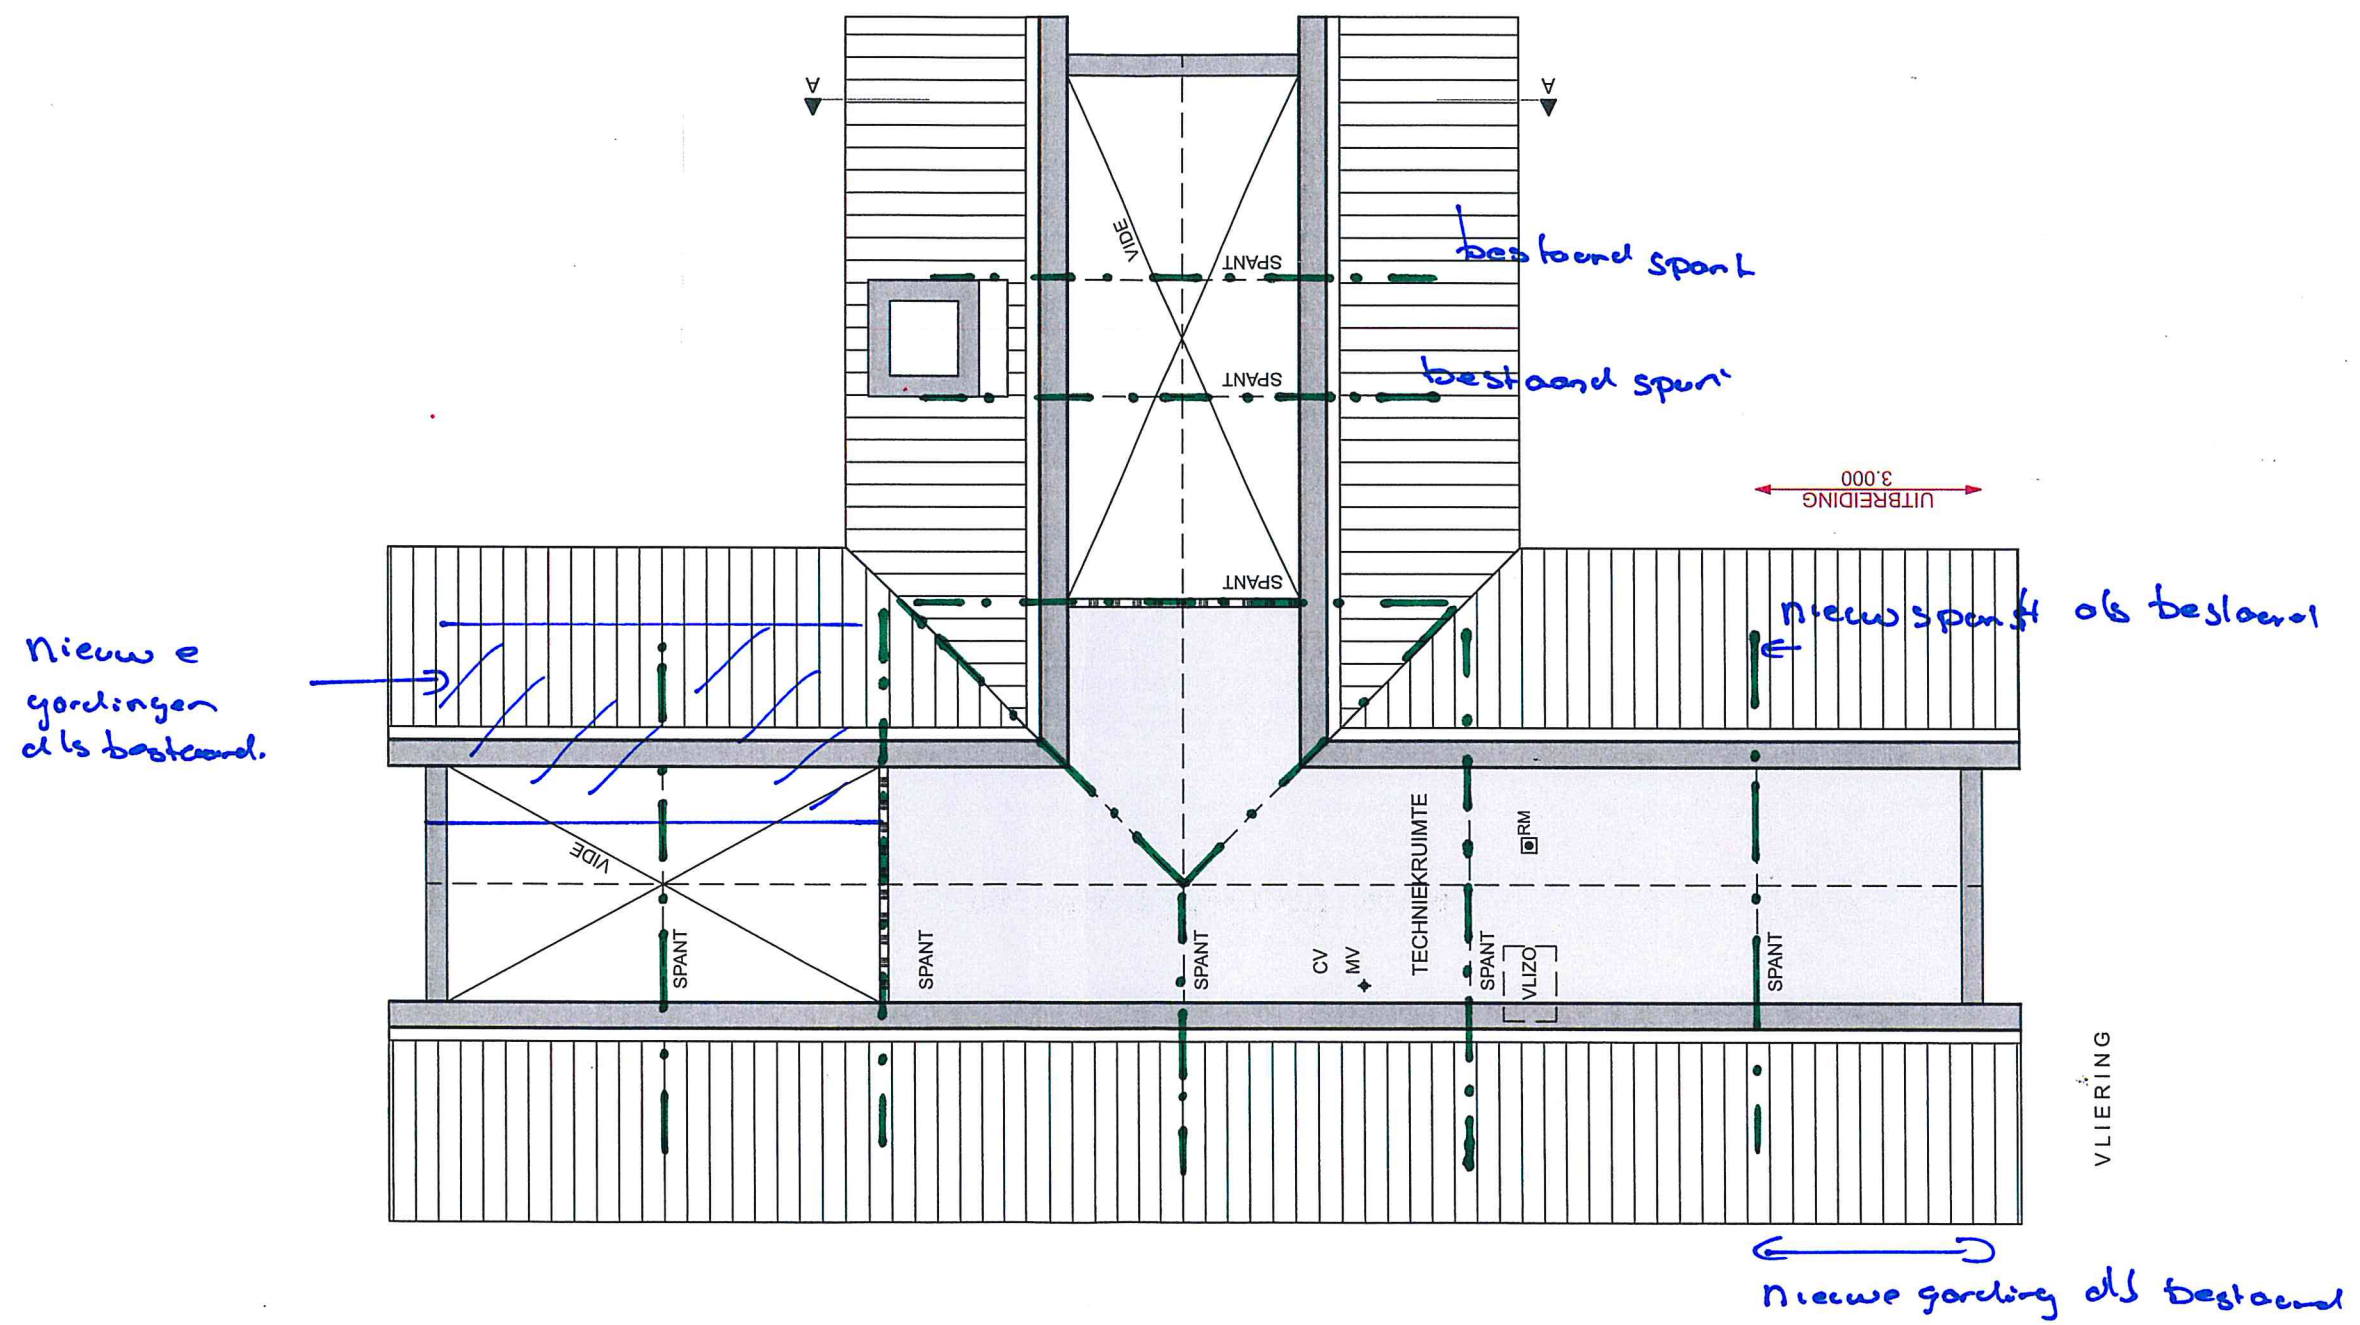 A
A
VIDE
SPANT
bestaand spant
SPANT
bestaand spant
3.000
UITBREIDING
SPANT
nieuw spant als bestaand
nieuwe
gordingen
als bestaand.
VIDE
RM
TECHNIEKRUIMTE
SPANT
SPANT
SPANT
CV
MV
SPANT
VLIZO
SPANT
VLIERING
nieuwe gording als bestaand